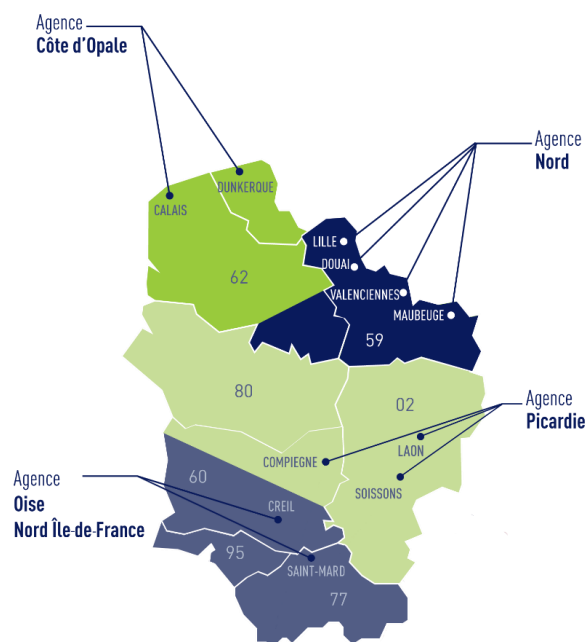 Agence
Côte d'Opale
DUNKERQUE
CALAIS
Agence
Nord
LILLE
DOUAI
62
VALENCIENNES
MAUBEUGE
59
80
02
Agence
Picardie
LAON
COMPIEGNE
SOISSONS
Agence
Oise
Nord Île-de-France
60
CREIL
95
SAINT-MARD
77